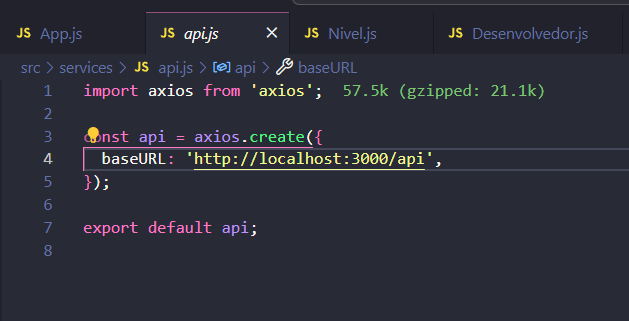 JS App.js JS api.js × JS Nivel.js JS Desenvolvedor.js
src > services > JS api.js > api > baseURL
1 import axios from 'axios'; 57.5k (gzipped: 21.1k)
2
3 const api = axios.create({
4 baseURL: 'http://localhost:3000/api',
5 });
6
7 export default api;
8